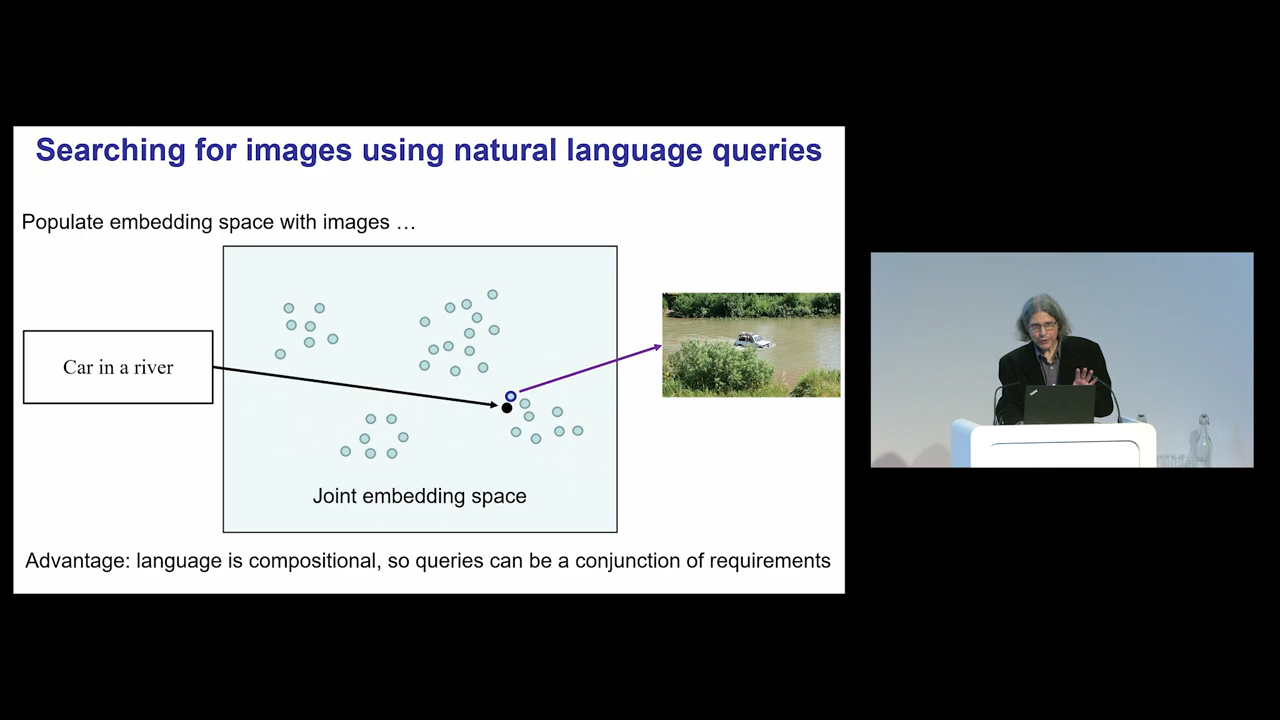 Searching for images using natural language queries
Populate embedding space with images …
Car in a river
Joint embedding space
Advantage: language is compositional, so queries can be a conjunction of requirements